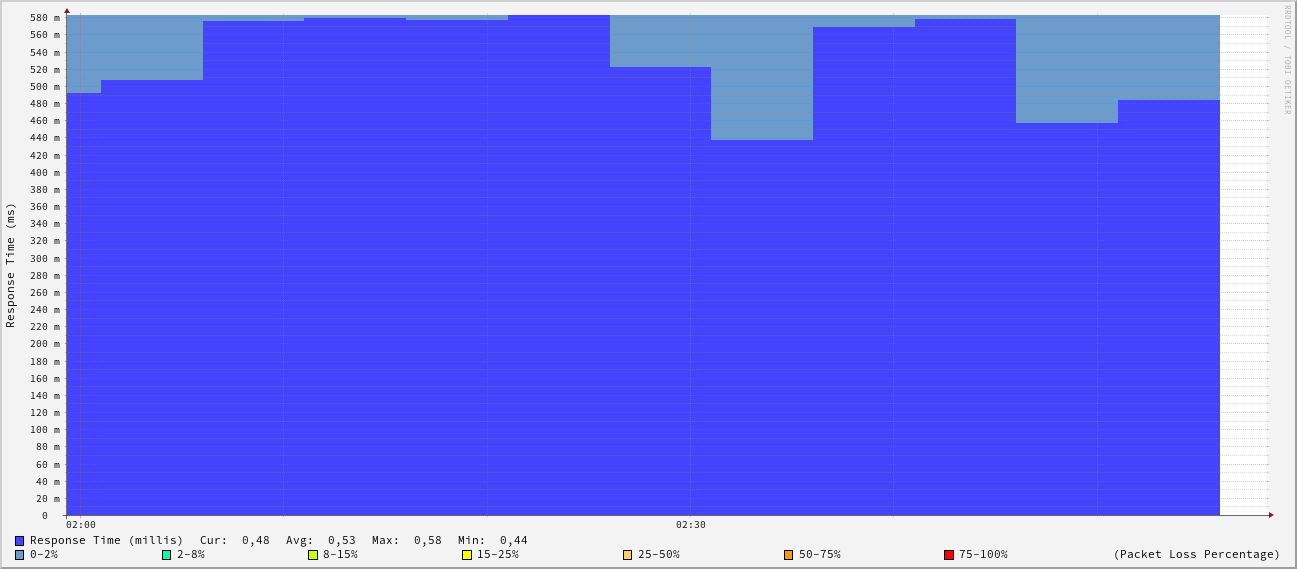 580 m
560 m
540 m
520 m
500 m
480 m
460 m
440 m
420 m
400 m
380 m
360 m
340 m
320 m
300 m
280 m
260 m
240 m
220 m
200 m
180 m
160 m
140 m
120 m
100 m
80 m
60 m
40 m
20 m
0
Response Time (ms)
RRDTOOL / TOBI OETIKER
02:00 02:30
Response Time (millis) Cur: 0,48 Avg: 0,53 Max: 0,58 Min: 0,44
0-2% 2-8% 8-15% 15-25% 25-50% 50-75% 75-100% (Packet Loss Percentage)